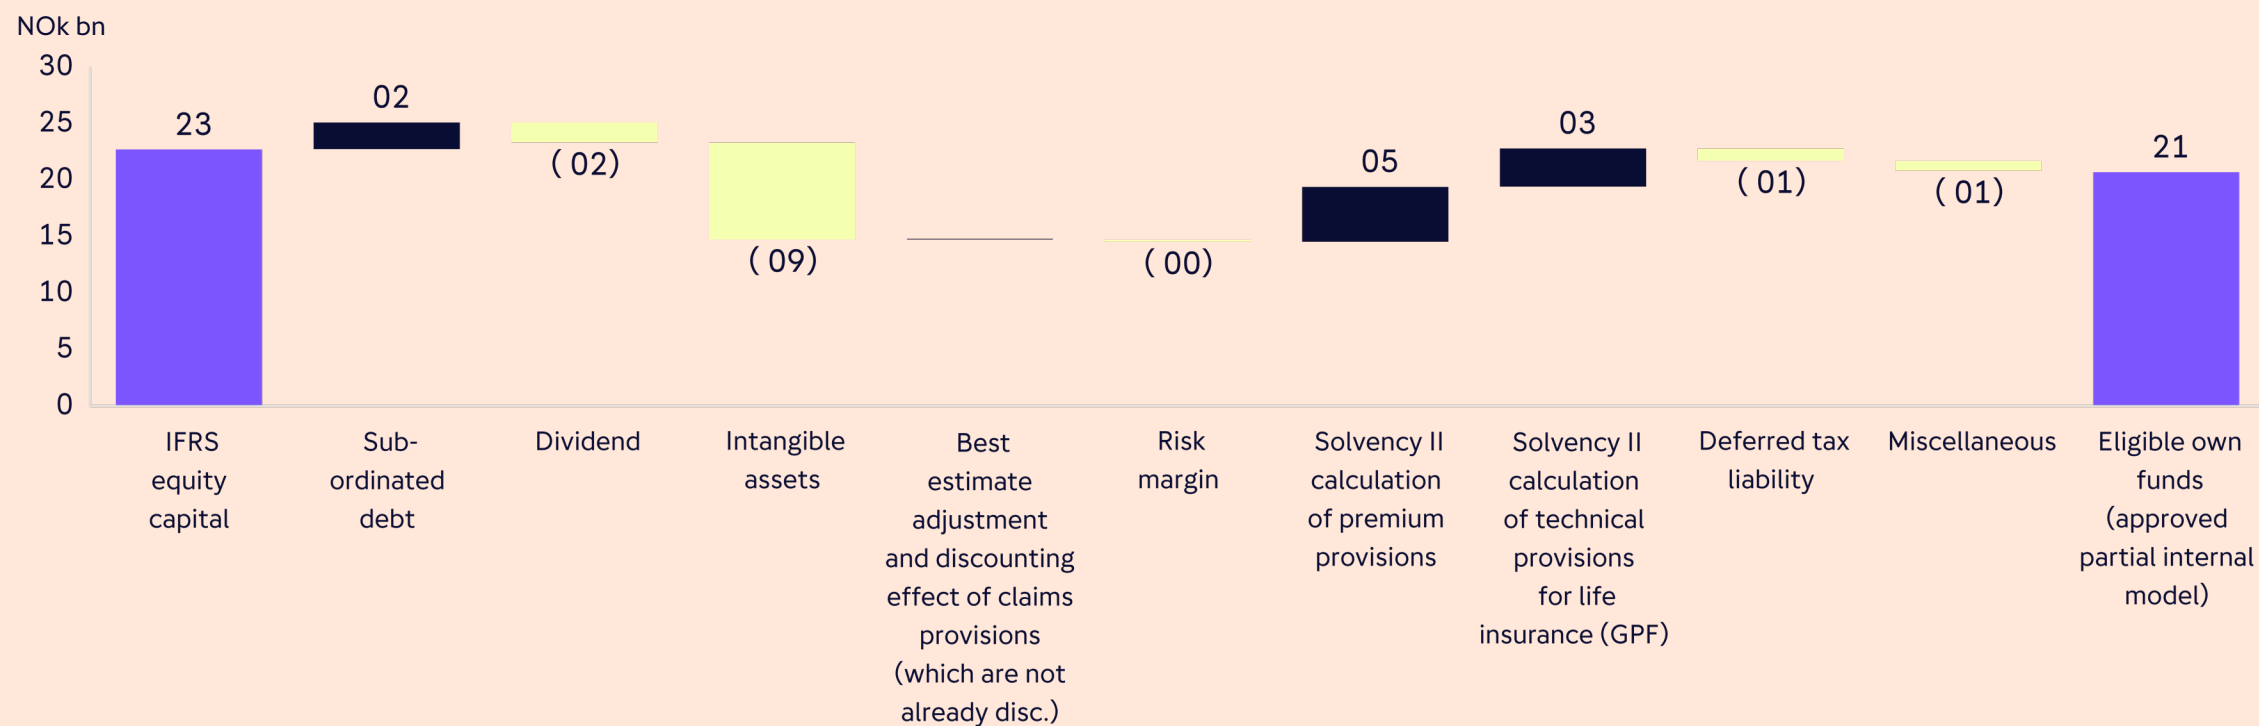 NOk bn
30
25
20
15
10
5
0
23
02
( 02)
( 09)
( 00)
05
03
( 01)
( 01)
21
IFRS
equity
capital
Sub-
ordinated
debt
Dividend
Intangible
assets
Best
estimate
adjustment
and discounting
effect of claims
provisions
(which are not
already disc.)
Risk
margin
Solvency II
calculation
of premium
provisions
Solvency II
calculation
of technical
provisions
for life
insurance (GPF)
Deferred tax
liability
Miscellaneous
Eligible own
funds
(approved
partial internal
model)